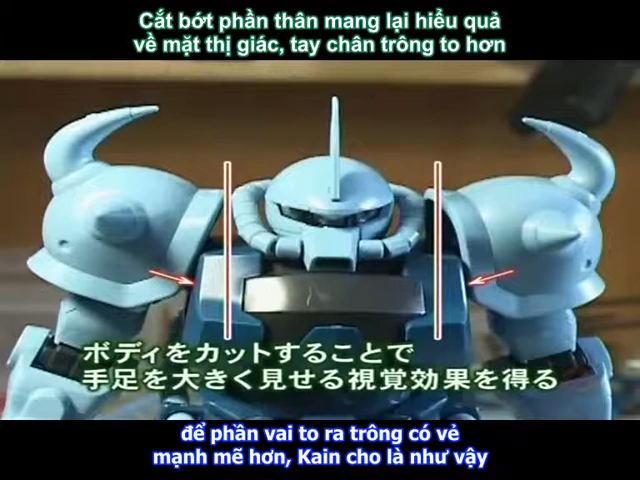 Cắt bớt phần thân mang lại hiểu quả
về mặt thị giác, tay chân trông to hơn
ボディをカットすることで
手足を大きく見せる視覚効果を得る
để phần vai to ra trông có vẻ
mạnh mẽ hơn, Kain cho là như vậy